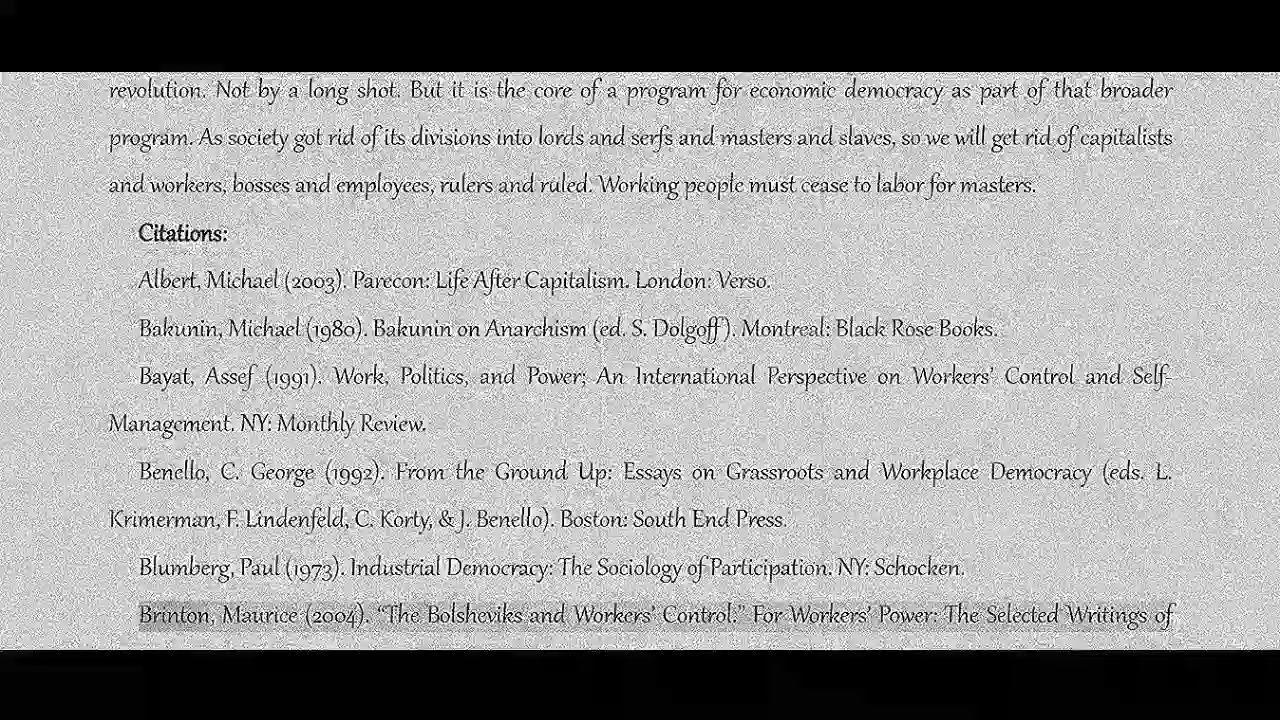 revolution. Not by a long shot. But it is the core of a program for economic democracy as part of that broader
program. As society got rid of its divisions into lords and serfs and masters and slaves, so we will get rid of capitalists
and workers, bosses and employees, rulers and ruled. Working people must cease to labor for masters.
Citations:
Albert, Michael (2003). Parecon: Life After Capitalism. London: Verso.
Bakunin, Michael (1980). Bakunin on Anarchism (ed. S. Dolgoff). Montreal: Black Rose Books.
Bayat, Assef (1991). Work, Politics, and Power; An International Perspective on Workers’ Control and Self-
Management. NY: Monthly Review.
Benello, C. George (1992). From the Ground Up: Essays on Grassroots and Workplace Democracy (eds. L.
Krimerman, F. Lindenfeld, C. Korty, & J. Benello). Boston: South End Press.
Blumberg, Paul (1973). Industrial Democracy: The Sociology of Participation. NY: Schocken.
Brinton, Maurice (2004). “The Bolsheviks and Workers’ Control.” For Workers’ Power: The Selected Writings of